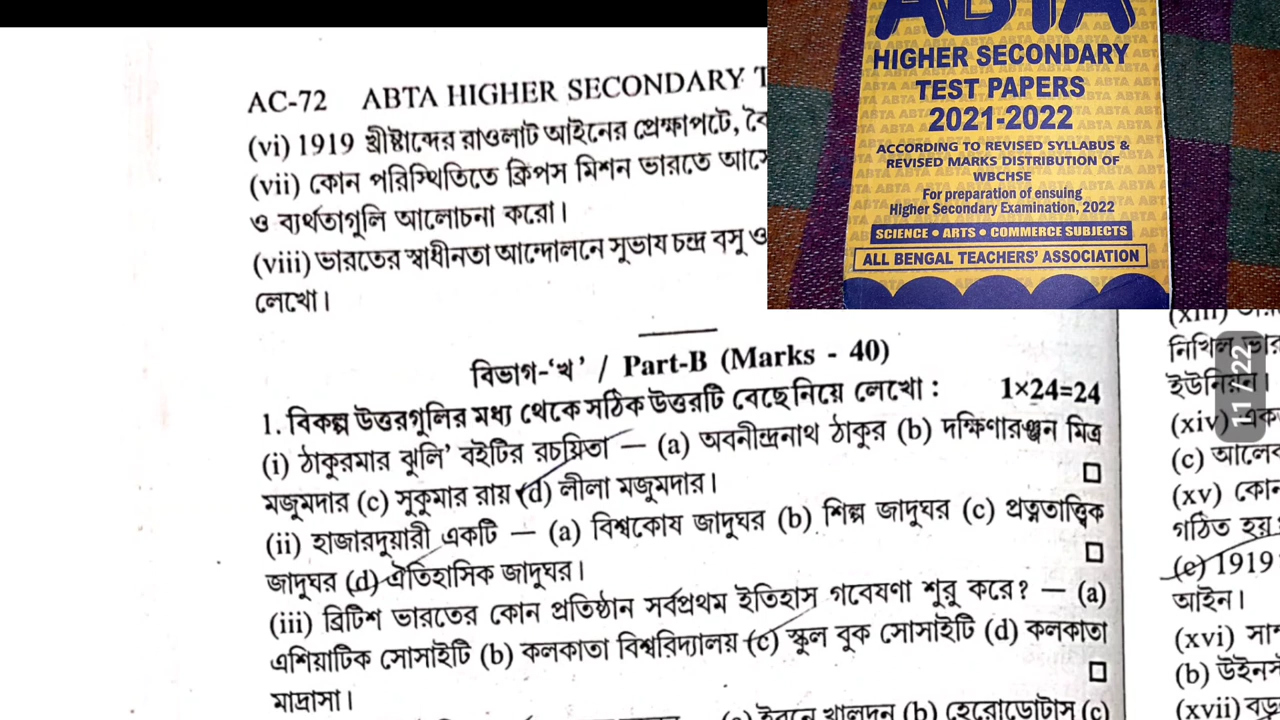 AC-72 ABTA HIGHER SECONDARY
(vi) 1919 খ্রীষ্টাব্দের রাওলাট আইনের প্রেক্ষাপটে,
(vii) কোন পরিস্থিতিতে ক্রিপস মিশন ভারতে
ও ব্যর্থতাগুলি আলোচনা করো।
(viii) ভারতের স্বাধীনতা আন্দোলনে সুভাষ চন্দ্র বসু ও
লেখো।
বিভাগ-‘খ’ / Part-B (Marks - 40)
1. বিকল্প উত্তরগুলির মধ্য থেকে সঠিক উত্তরটি বেছে নিয়ে লেখো : 1×24=24
(i) ঠাকুরমার ঝুলি’ বইটির রচয়িতা — (a) অবনীন্দ্রনাথ ঠাকুর (b) দক্ষিণারঞ্জন মিত্র
মজুমদার (c) সুকুমার রায় (d) লীলা মজুমদার।
(ii) হাজারদুয়ারী একটি — (a) বিশ্বকোষ জাদুঘর (b) শিল্প জাদুঘর (c) প্রত্নতাত্ত্বিক
জাদুঘর (d) ঐতিহাসিক জাদুঘর।
(iii) ব্রিটিশ ভারতের কোন প্রতিষ্ঠান সর্বপ্রথম ইতিহাস গবেষণা শুরু করে? — (a)
এশিয়াটিক সোসাইটি (b) কলকাতা বিশ্ববিদ্যালয় (c) স্কুল বুক সোসাইটি (d) কলকাতা
মাদ্রাসা।
(a) ইবনে খালদুন (b) হেরোডোটাস (c)
ABTA
HIGHER SECONDARY
TEST PAPERS
2021-2022
ACCORDING TO REVISED SYLLABUS &
REVISED MARKS DISTRIBUTION OF
WBCHSE
For preparation of ensuing
Higher Secondary Examination, 2022
SCIENCE • ARTS • COMMERCE SUBJECTS
ALL BENGAL TEACHERS' ASSOCIATION
(xiii)
নিখিল
ইউনিয়ন।
(xiv)
(c)
(xv) কোন
গঠিত হয়
(e) 1919
আইন।
(xvi)
(b)
(xvii)
11/22